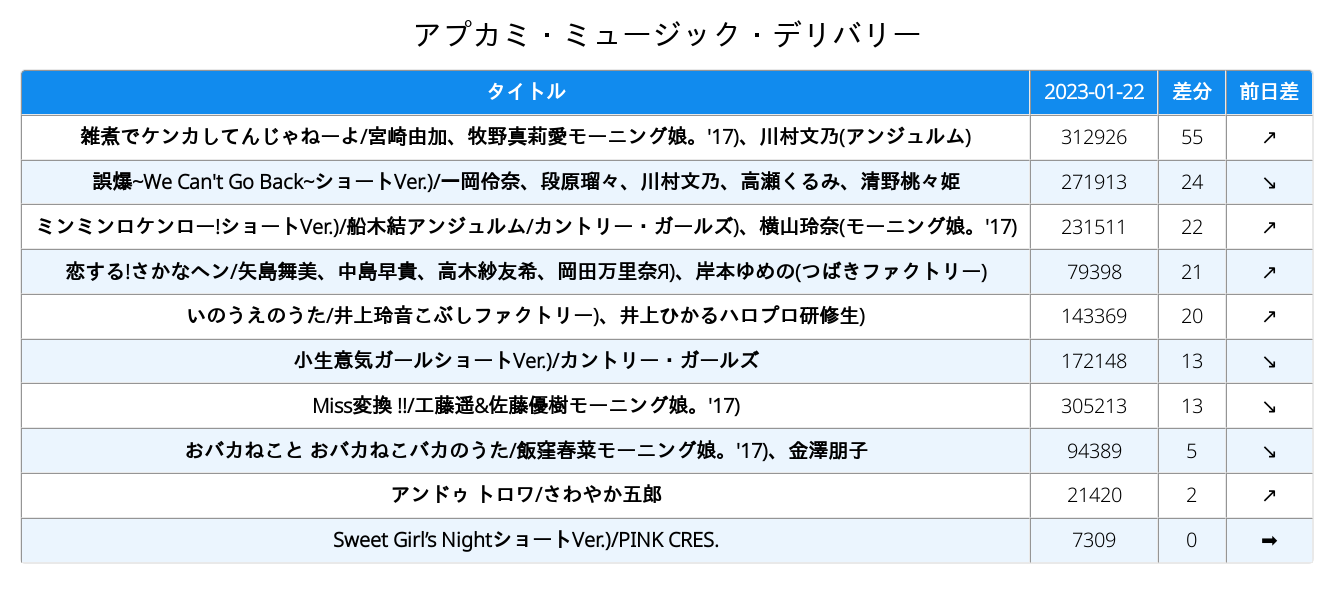 アプカミ・ミュージック・デリバリー
タイトル 2023-01-22 差分 前日差
雑煮でケンカしてんじゃねーよ/宮崎由加、牧野真莉愛モーニング娘。'17)、川村文乃(アンジュルム) 312926 55 ↗
誤爆~We Can't Go Back~ショートVer.)/一岡伶奈、段原瑠々、川村文乃、高瀬くるみ、清野桃々姫 271913 24 ↘
ミンミンロケンロー!ショートVer.)/船木結アンジュルム/カントリー・ガールズ)、横山玲奈(モーニング娘。'17) 231511 22 ↗
恋する!さかなヘン/矢島舞美、中島早貴、高木紗友希、岡田万里奈Я)、岸本ゆめの(つばきファクトリー) 79398 21 ↗
いのうえのうた/井上玲音こぶしファクトリー)、井上ひかるハロプロ研修生) 143369 20 ↗
小生意気ガールショートVer.)/カントリー・ガールズ 172148 13 ↘
Miss変換 !!/工藤遥&佐藤優樹モーニング娘。'17) 305213 13 ↘
おバカねこと おバカねこバカのうた/飯窪春菜モーニング娘。'17)、金澤朋子 94389 5 ↘
アンドゥ トロワ/さわやか五郎 21420 2 ↗
Sweet Girl’s NightショートVer.)/PINK CRES. 7309 0 ➡